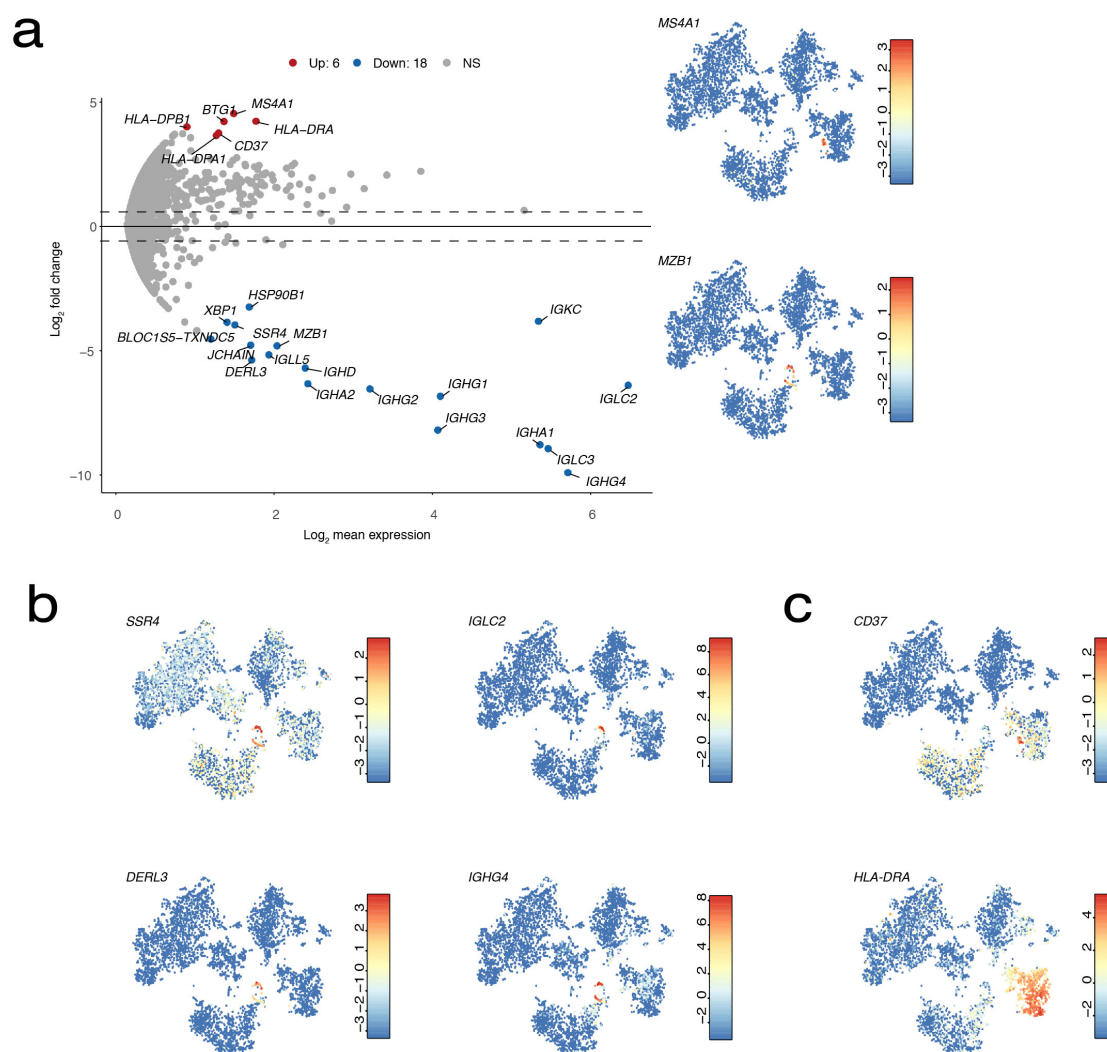 a
Up: 6 Down: 18 NS
5
0
−5
−10
0 2 4 6
Log2 fold change
Log2 mean expression
HLA−DPB1
BTG1
MS4A1
HLA−DRA
CD37
HLA−DPA1
HSP90B1
XBP1
BLOC1S5−TXNDC5
SSR4
MZB1
JCHAIN
IGLL5
DERL3
IGHD
IGHA2
IGHG2
IGHG1
IGHG3
IGKC
IGLC2
IGHA1
IGLC3
IGHG4
MS4A1
3
2
1
0
−1
−2
−3
MZB1
2
1
0
−1
−2
−3
b
SSR4
2
1
0
−1
−2
−3
IGLC2
8
6
4
2
0
−2
DERL3
3
2
1
0
−1
−2
−3
IGHG4
8
6
4
2
0
−2
c
CD37
3
2
1
0
−1
−2
−3
HLA-DRA
4
2
0
−2